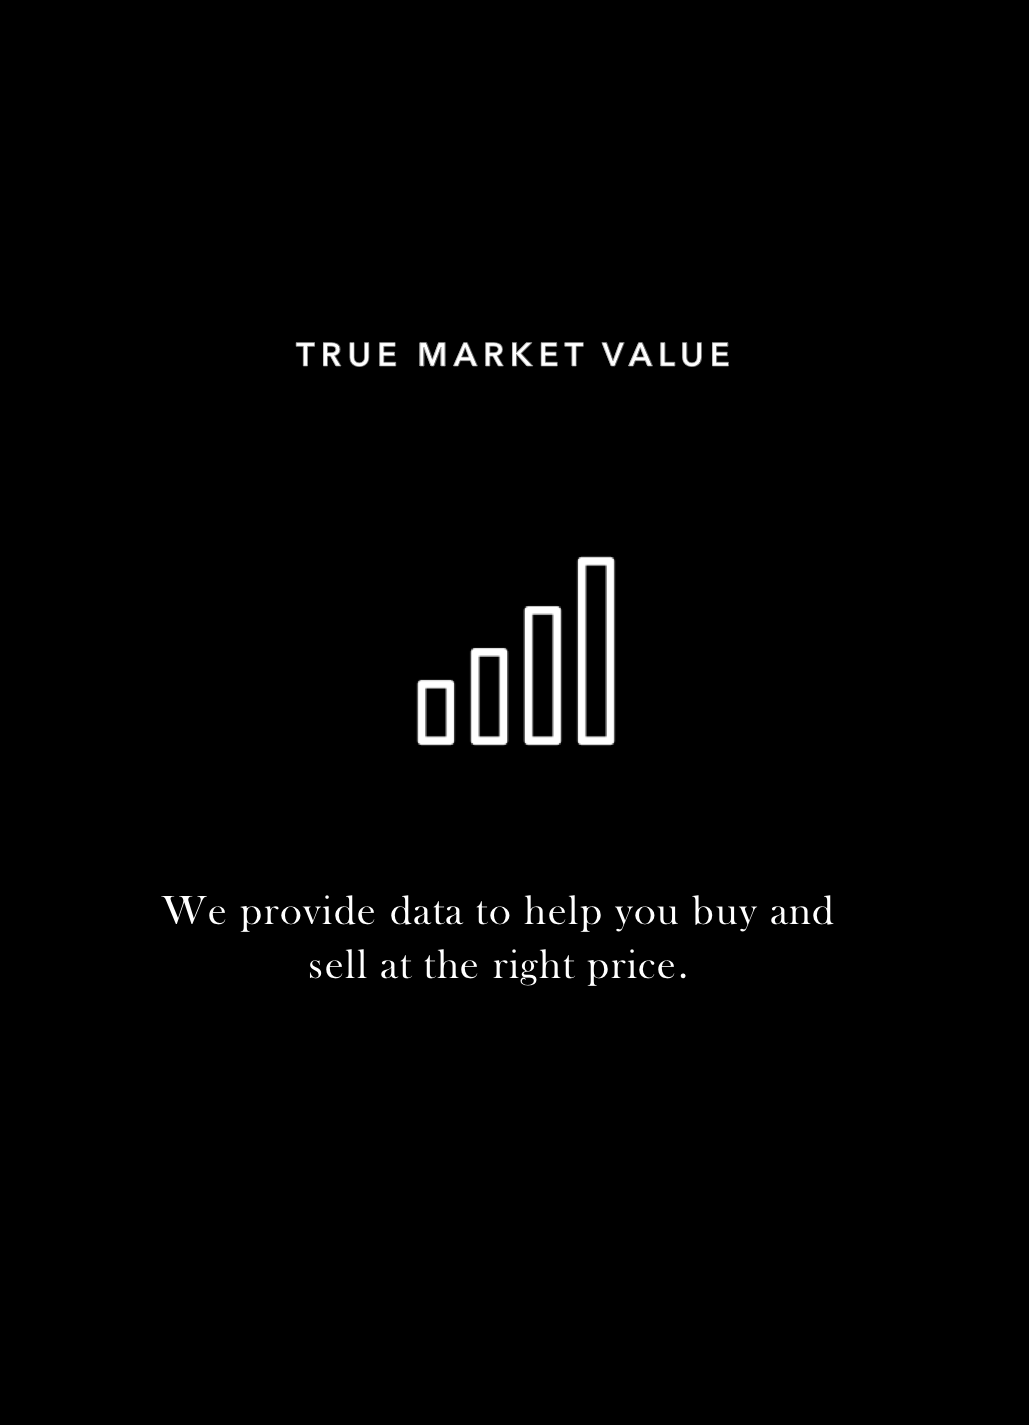 TRUE MARKET VALUE
We provide data to help you buy and
sell at the right price.